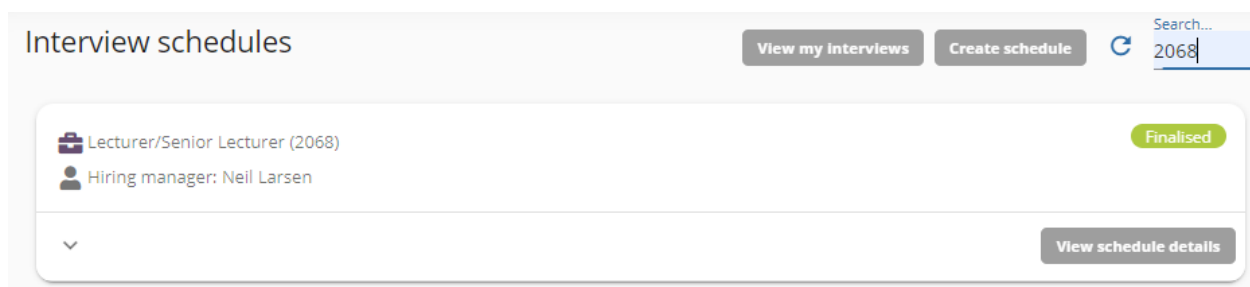 Interview schedules
View my interviews
Create schedule
Search...
2068
Lecturer/Senior Lecturer (2068)
Finalised
Hiring manager: Neil Larsen
View schedule details